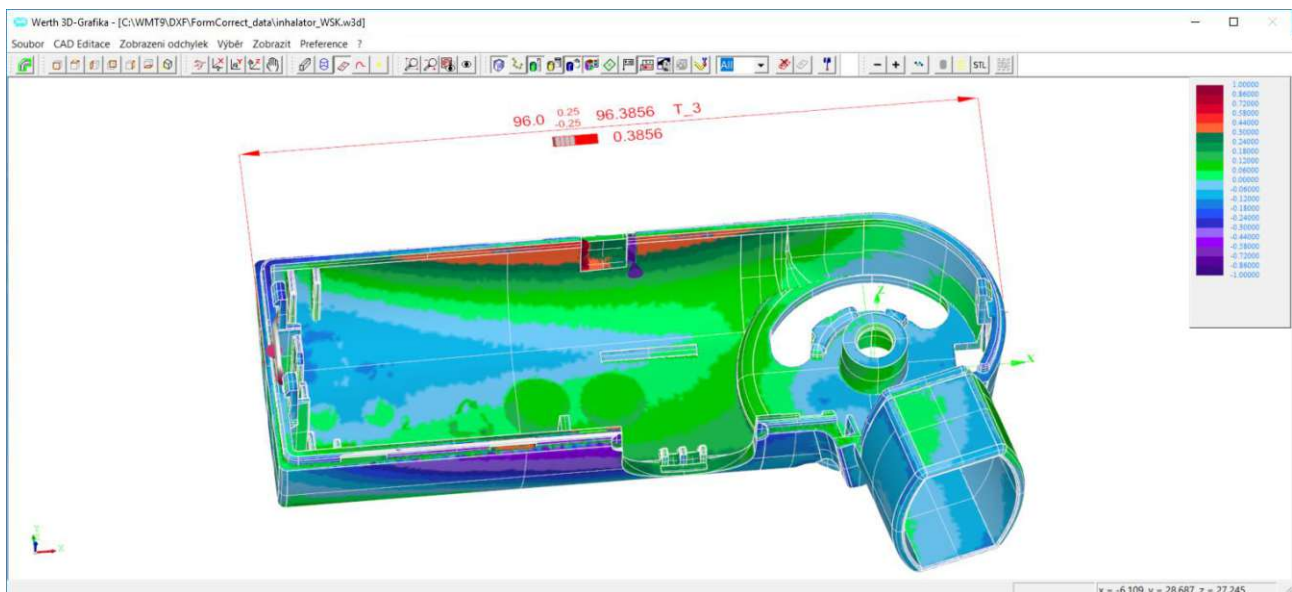 Werth 3D-Grafika - [C:\WMT9\DXF\FormCorrect_data\inhalator_WSK.w3d]
Soubor CAD Editace Zobrazeni odchylek Výběr Zobrazit Preference ?
All
STL
96.0 0.25 -0.25 96.3856 T_3
0.3856
1.00000
0.86000
0.72000
0.58000
0.44000
0.30000
0.24000
0.18000
0.12000
0.06000
0.00000
-0.06000
-0.12000
-0.18000
-0.24000
-0.30000
-0.44000
-0.58000
-0.72000
-0.86000
-1.00000
Z
X
X
x = -6.109, y = 28.687, z = 27.245